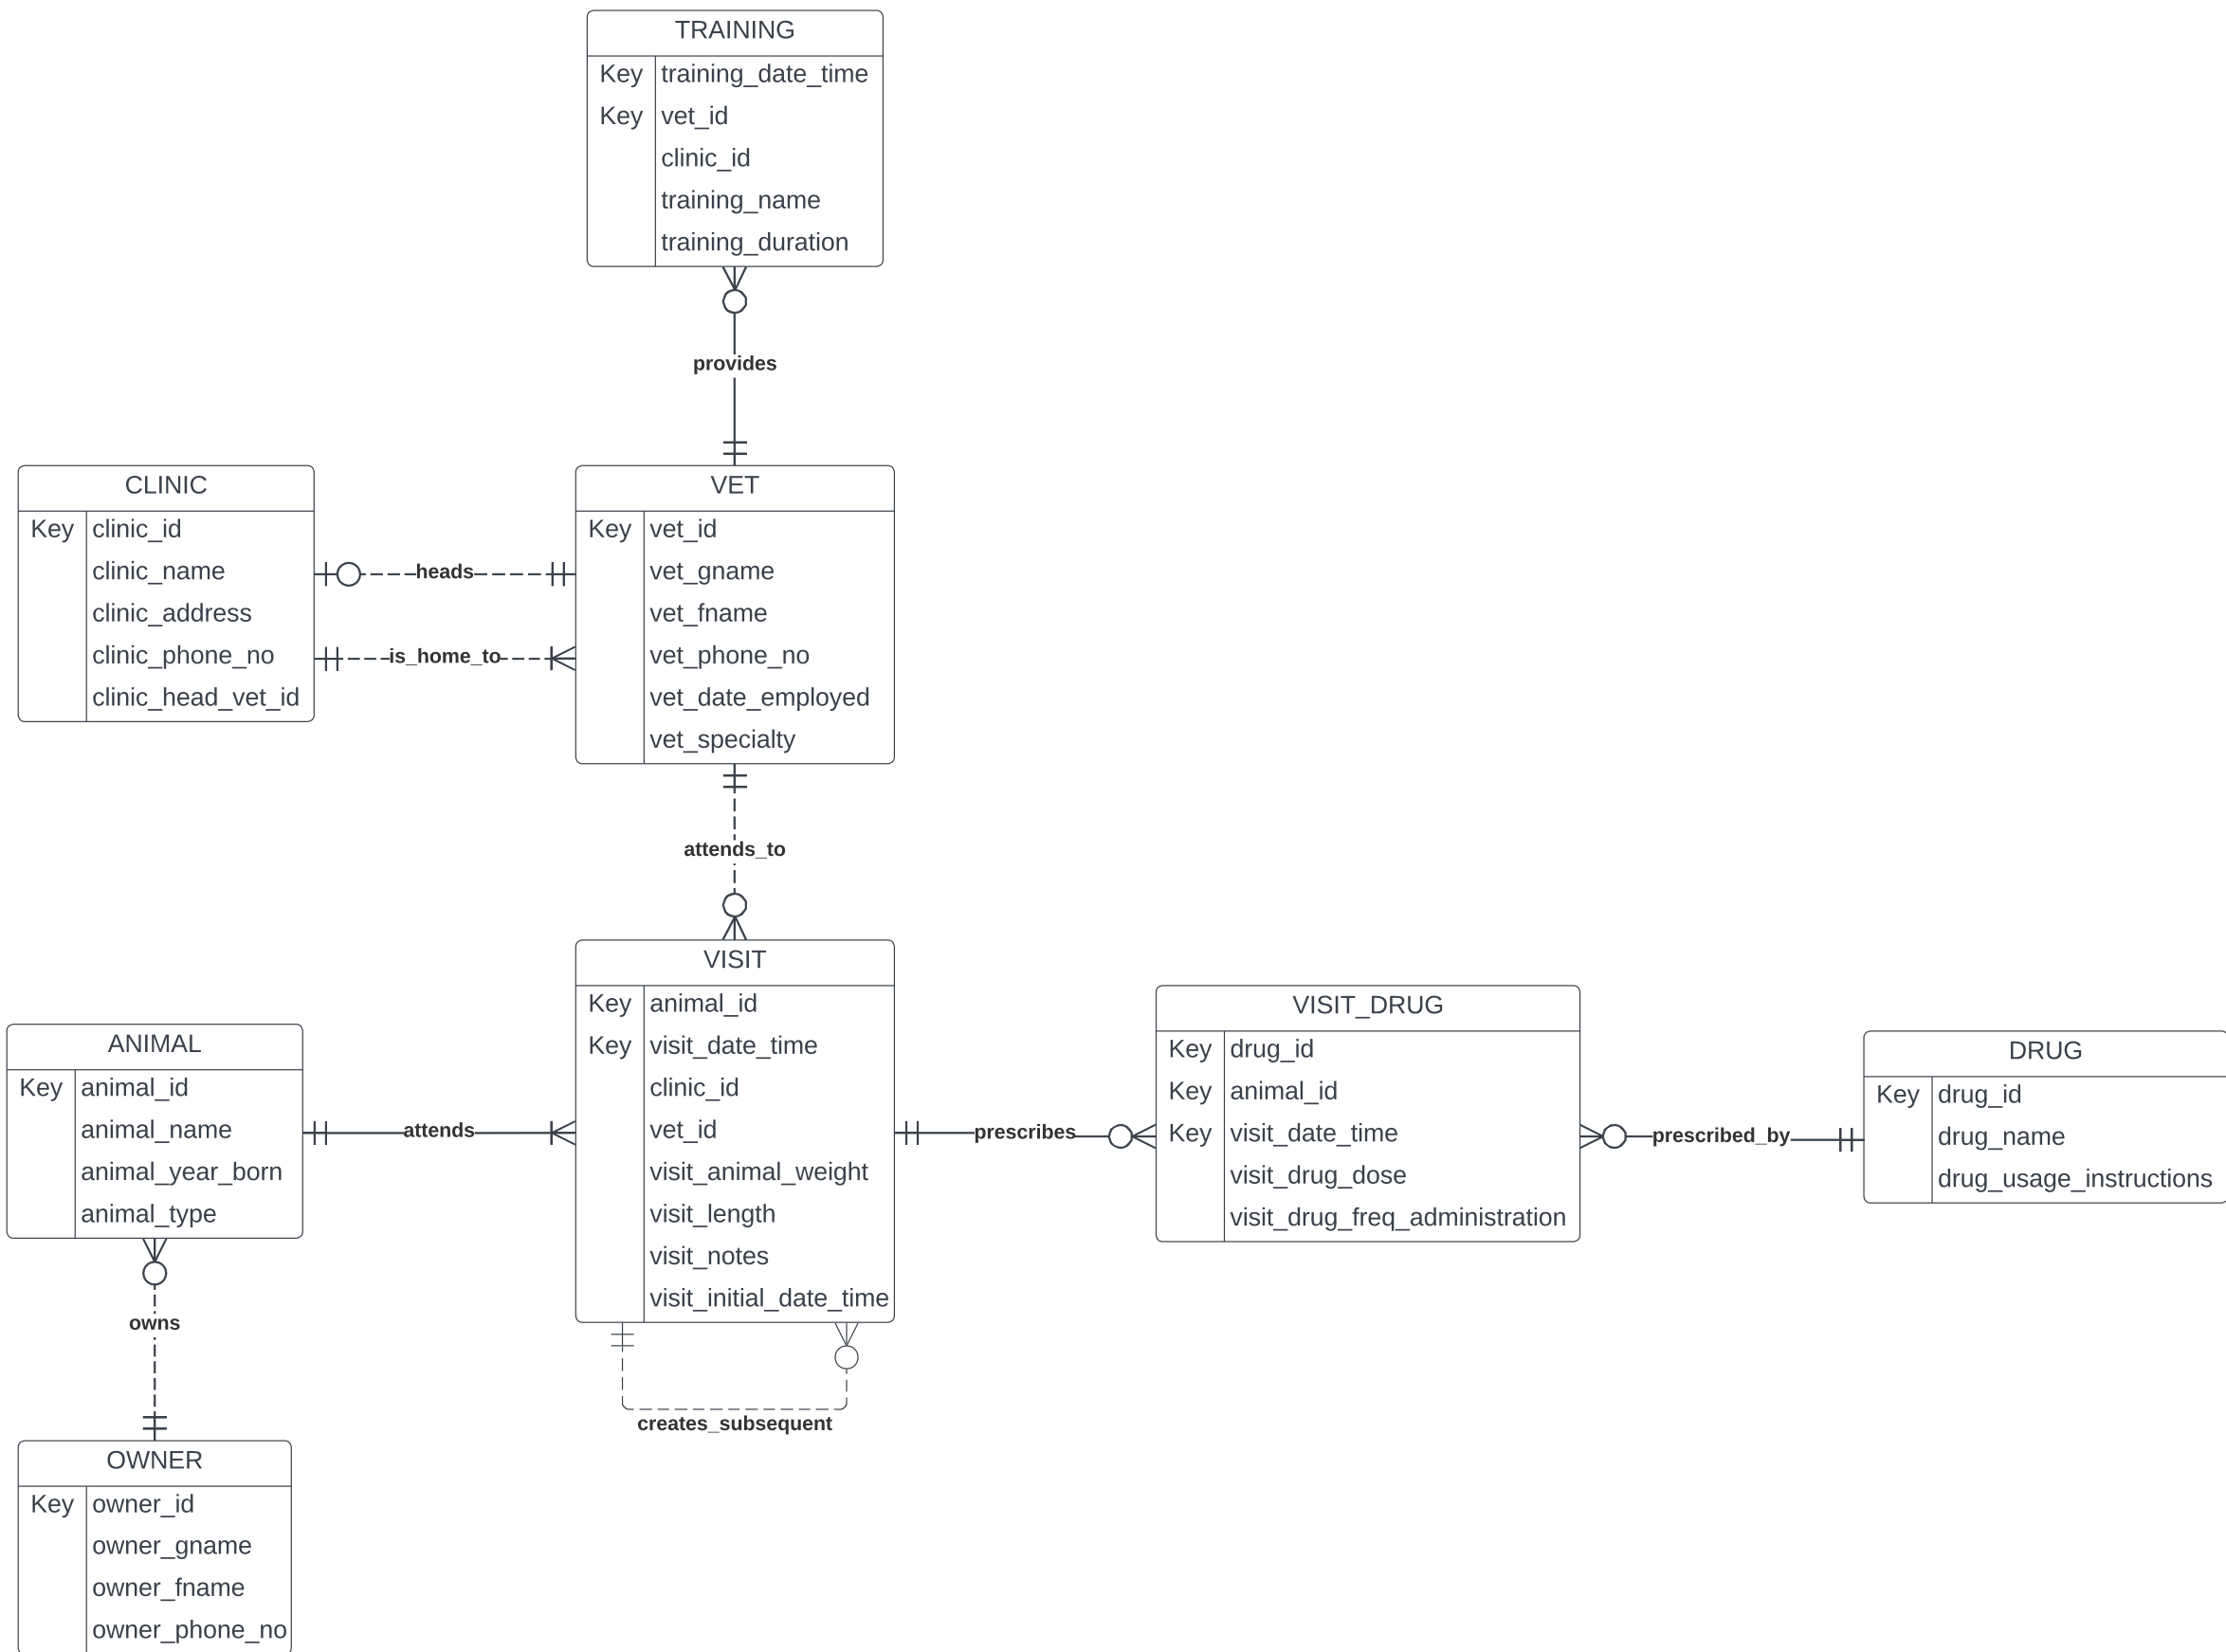 TRAINING
Key training_date_time
Key vet_id
clinic_id
training_name
training_duration
provides
CLINIC
Key clinic_id
clinic_name
clinic_address
clinic_phone_no
clinic_head_vet_id
heads
is_home_to
VET
Key vet_id
vet_gname
vet_fname
vet_phone_no
vet_date_employed
vet_specialty
attends_to
VISIT
Key animal_id
Key visit_date_time
clinic_id
vet_id
visit_animal_weight
visit_length
visit_notes
visit_initial_date_time
creates_subsequent
ANIMAL
Key animal_id
animal_name
animal_year_born
animal_type
attends
prescribes
VISIT_DRUG
Key drug_id
Key animal_id
Key visit_date_time
visit_drug_dose
visit_drug_freq_administration
prescribed_by
DRUG
Key drug_id
drug_name
drug_usage_instructions
owns
OWNER
Key owner_id
owner_gname
owner_fname
owner_phone_no